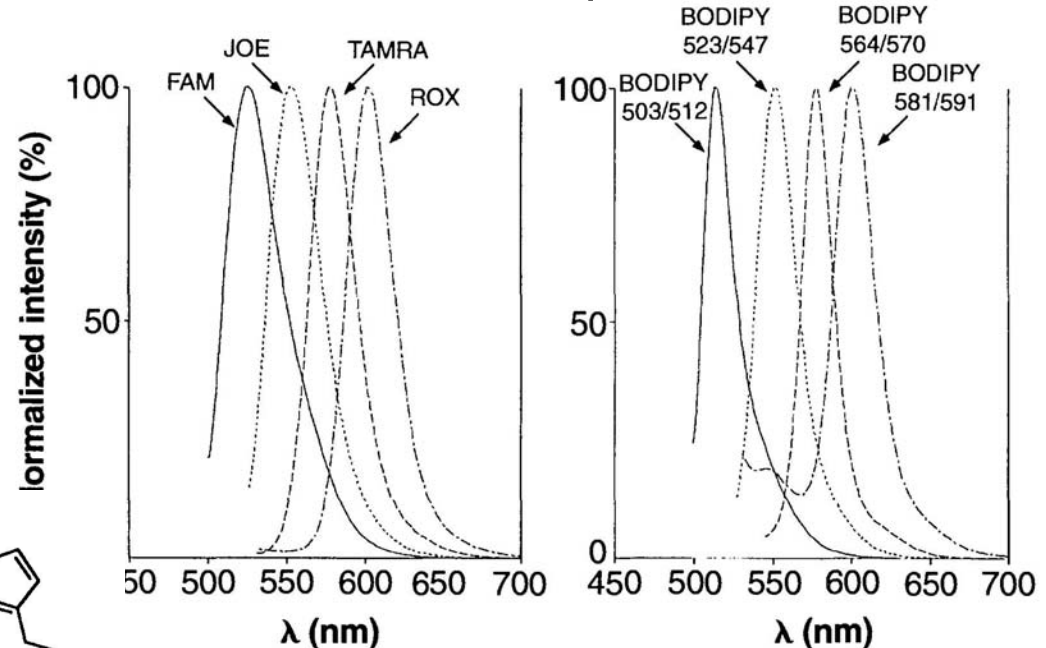 JOE
TAMRA
FAM
ROX
100
50
lormalized intensity (%)
50 500 550 600 650 700
λ (nm)
BODIPY
523/547
BODIPY
564/570
BODIPY
503/512
BODIPY
581/591
100
50
0
450 500 550 600 650 700
λ (nm)